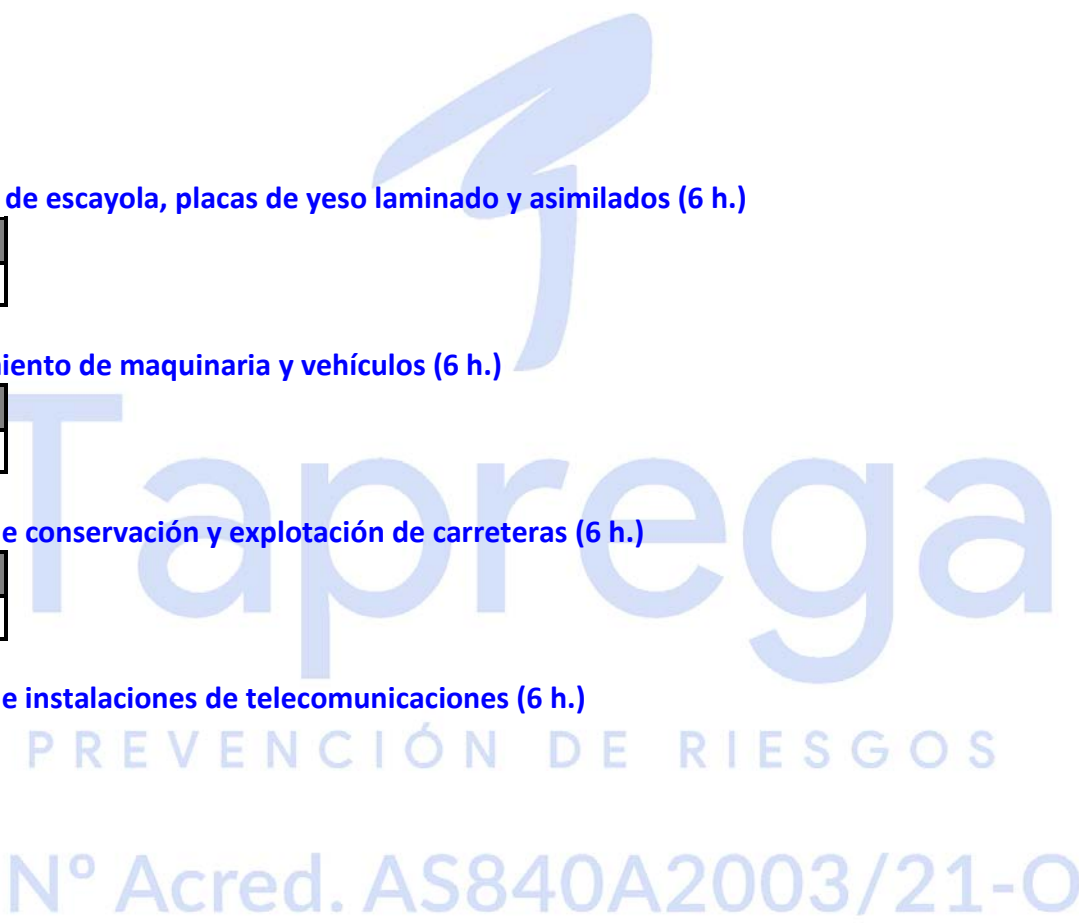 de escayola, placas de yeso laminado y asimilados (6 h.)
miento de maquinaria y vehículos (6 h.)
Taprega
e conservación y explotación de carreteras (6 h.)
e instalaciones de telecomunicaciones (6 h.)
PREVENCIÓN DE RIESGOS
Nº Acred. AS840A2003/21-O